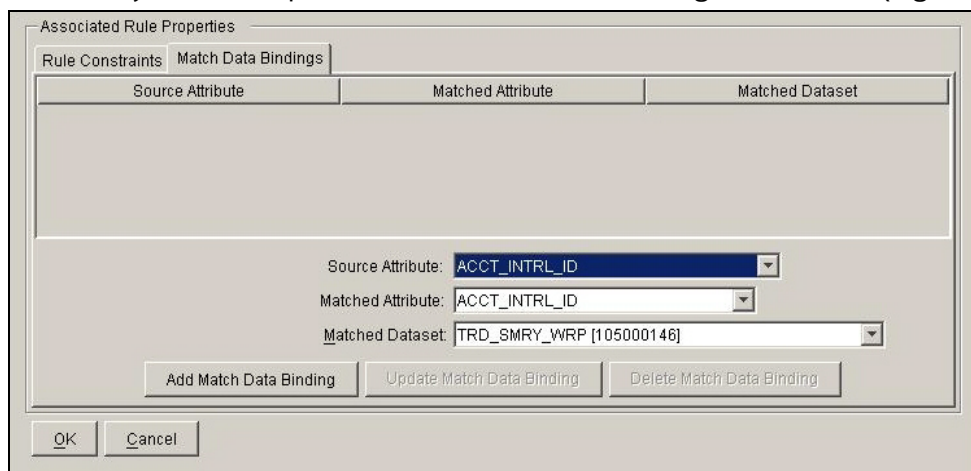 Associated Rule Properties
Rule Constraints Match Data Bindings
Source Attribute Matched Attribute Matched Dataset
Source Attribute: ACCT_INTRL_ID
Matched Attribute: ACCT_INTRL_ID
Matched Dataset: TRD_SMRY_WRP [105000146]
Add Match Data Binding Update Match Data Binding Delete Match Data Binding
OK Cancel